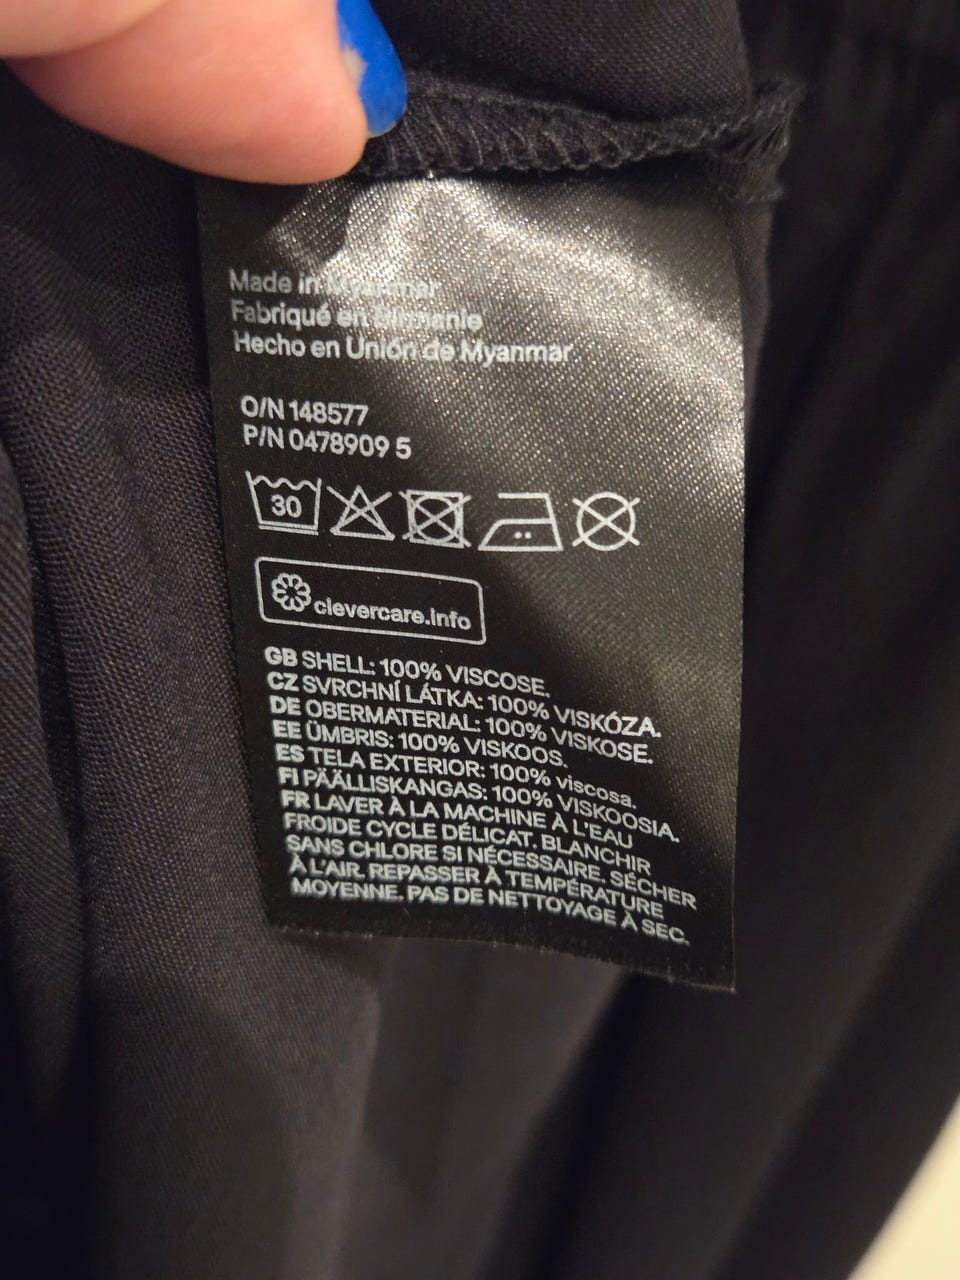 Made in Myanmar
Fabriqué en Birmanie
Hecho en Unión de Myanmar
O/N 148577
P/N 0478909 5
30
clevercare.info
GB SHELL: 100% VISCOSE.
CZ SVRCHNÍ LÁTKA: 100% VISKÓZA.
DE OBERMATERIAL: 100% VISKOSE.
EE ÜMBRIS: 100% VISKOOS.
ES TELA EXTERIOR: 100% viscosa.
FI PÄÄLLISKANGAS: 100% VISKOOSIA.
FR LAVER À LA MACHINE À L'EAU
FROIDE CYCLE DÉLICAT. BLANCHIR
SANS CHLORE SI NÉCESSAIRE. SÉCHER
À L'AIR. REPASSER À TEMPÉRATURE
MOYENNE. PAS DE NETTOYAGE À SEC.